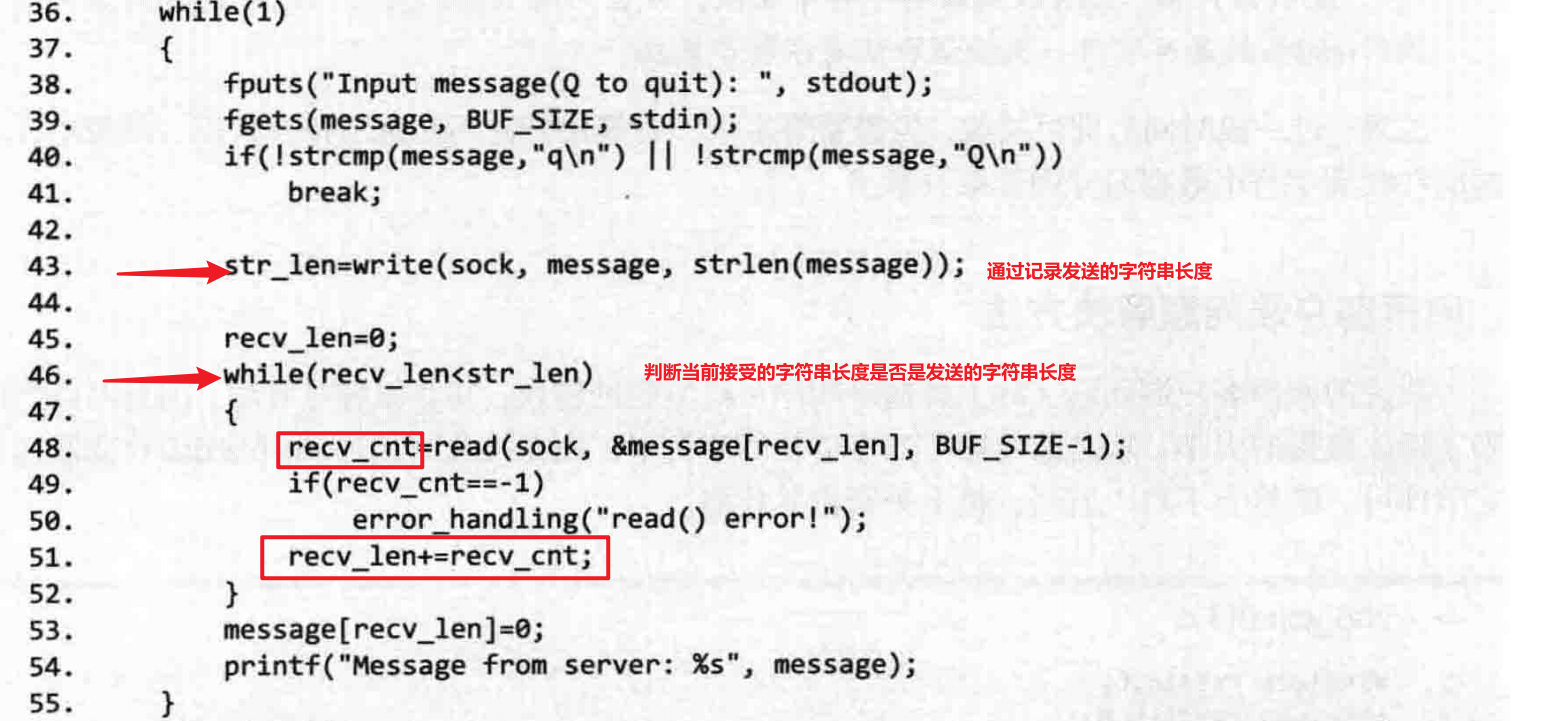 36. while(1)
37. {
38. fputs("Input message(Q to quit): ", stdout);
39. fgets(message, BUF_SIZE, stdin);
40. if(!strcmp(message,"q\n") || !strcmp(message,"Q\n"))
41. break;
42.
43. str_len=write(sock, message, strlen(message)); 通过记录发送的字符串长度
44.
45. recv_len=0;
46. while(recv_len<str_len) 判断当前接受的字符串长度是否是发送的字符串长度
47. {
48. recv_cnt=read(sock, &message[recv_len], BUF_SIZE-1);
49. if(recv_cnt==-1)
50. error_handling("read() error!");
51. recv_len+=recv_cnt;
52. }
53. message[recv_len]=0;
54. printf("Message from server: %s", message);
55. }